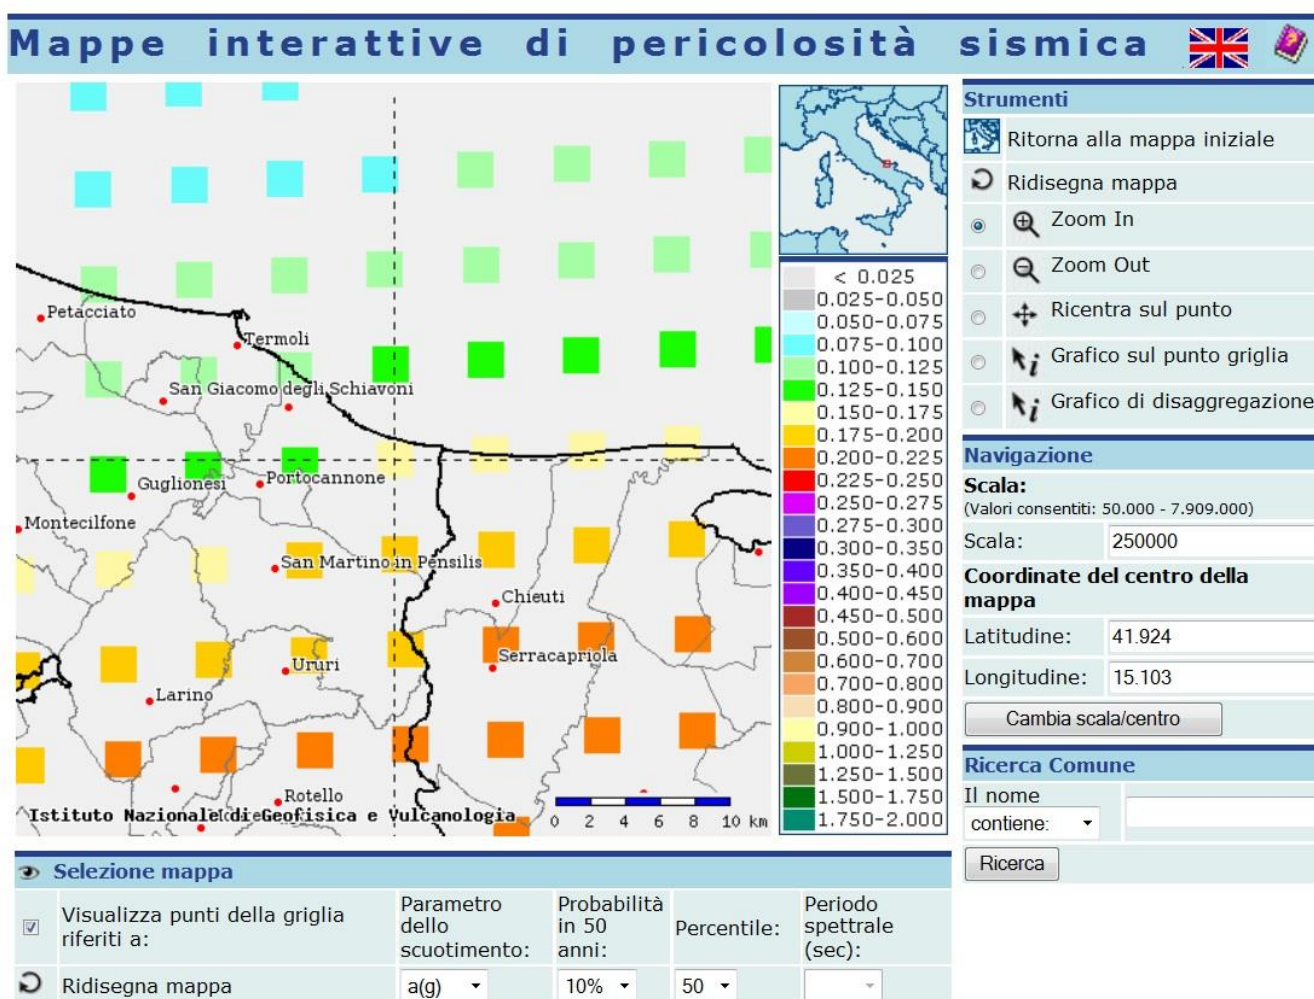 Mappe interattive di pericolosità sismica
Petacciato
Termoli
San Giacomo degli Schiavoni
Guglionesi
Portocannone
Montecilfone
San Martino in Pensilis
Chieuti
Ururi
Serracapriola
Larino
Rotello
Istituto Nazionale di Geofisica e Vulcanologia
0 2 4 6 8 10 km
< 0.025
0.025-0.050
0.050-0.075
0.075-0.100
0.100-0.125
0.125-0.150
0.150-0.175
0.175-0.200
0.200-0.225
0.225-0.250
0.250-0.275
0.275-0.300
0.300-0.350
0.350-0.400
0.400-0.450
0.450-0.500
0.500-0.600
0.600-0.700
0.700-0.800
0.800-0.900
0.900-1.000
1.000-1.250
1.250-1.500
1.500-1.750
1.750-2.000
Strumenti
Ritorna alla mappa iniziale
Ridisegna mappa
Zoom In
Zoom Out
Ricentra sul punto
Grafico sul punto griglia
Grafico di disaggregazione
Navigazione
Scala:
(Valori consentiti: 50.000 - 7.909.000)
Scala: 250000
Coordinate del centro della
mappa
Latitudine: 41.924
Longitudine: 15.103
Cambia scala/centro
Ricerca Comune
Il nome
contiene:
Ricerca
Selezione mappa
Visualizza punti della griglia
riferiti a:
Parametro
dello
scuotimento:
Probabilità
in 50
anni:
Percentile:
Periodo
spettrale
(sec):
Ridisegna mappa
a(g)
10%
50